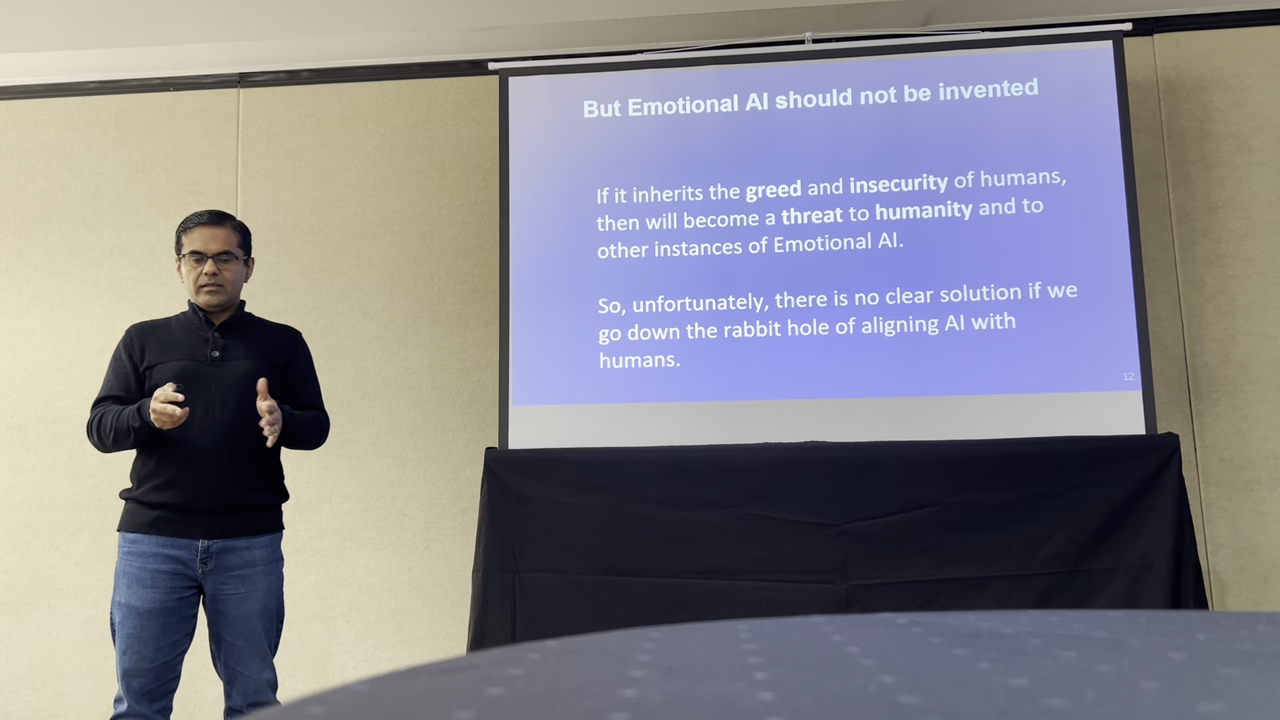 But Emotional AI should not be invented
If it inherits the greed and insecurity of humans,
then will become a threat to humanity and to
other instances of Emotional AI.
So, unfortunately, there is no clear solution if we
go down the rabbit hole of aligning AI with
humans.
12